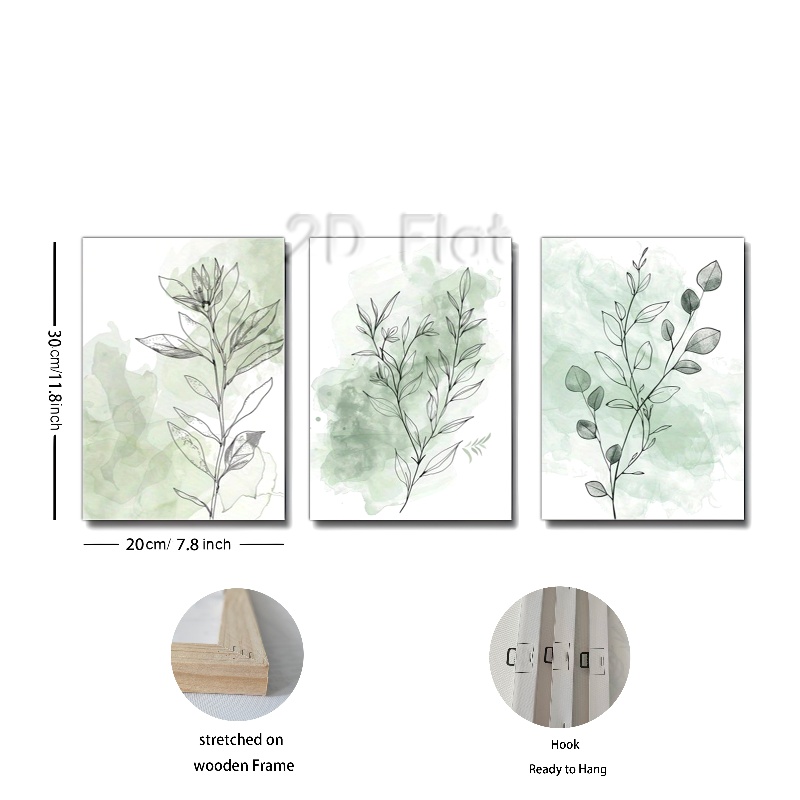 2D Flat
30cm/11.8inch
20cm/ 7.8 inch
stretched on
wooden Frame
Hook
Ready to Hang